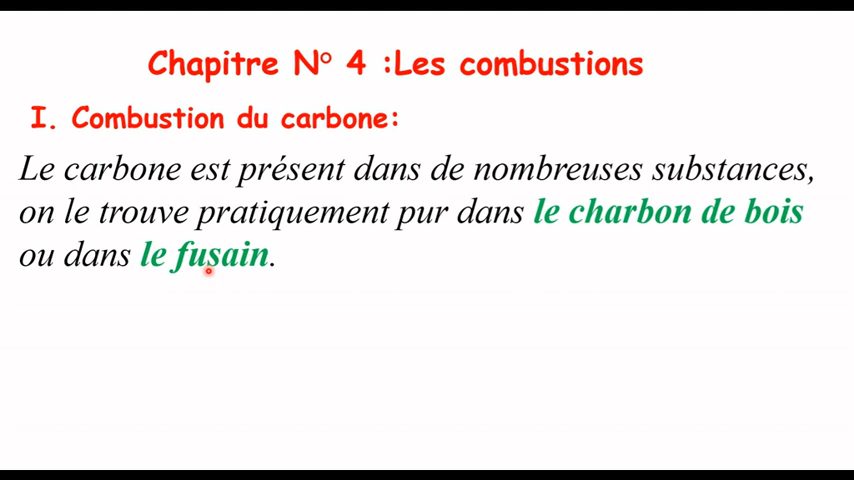 Chapitre N° 4 :Les combustions
I. Combustion du carbone:
Le carbone est présent dans de nombreuses substances,
on le trouve pratiquement pur dans le charbon de bois
ou dans le fusain.